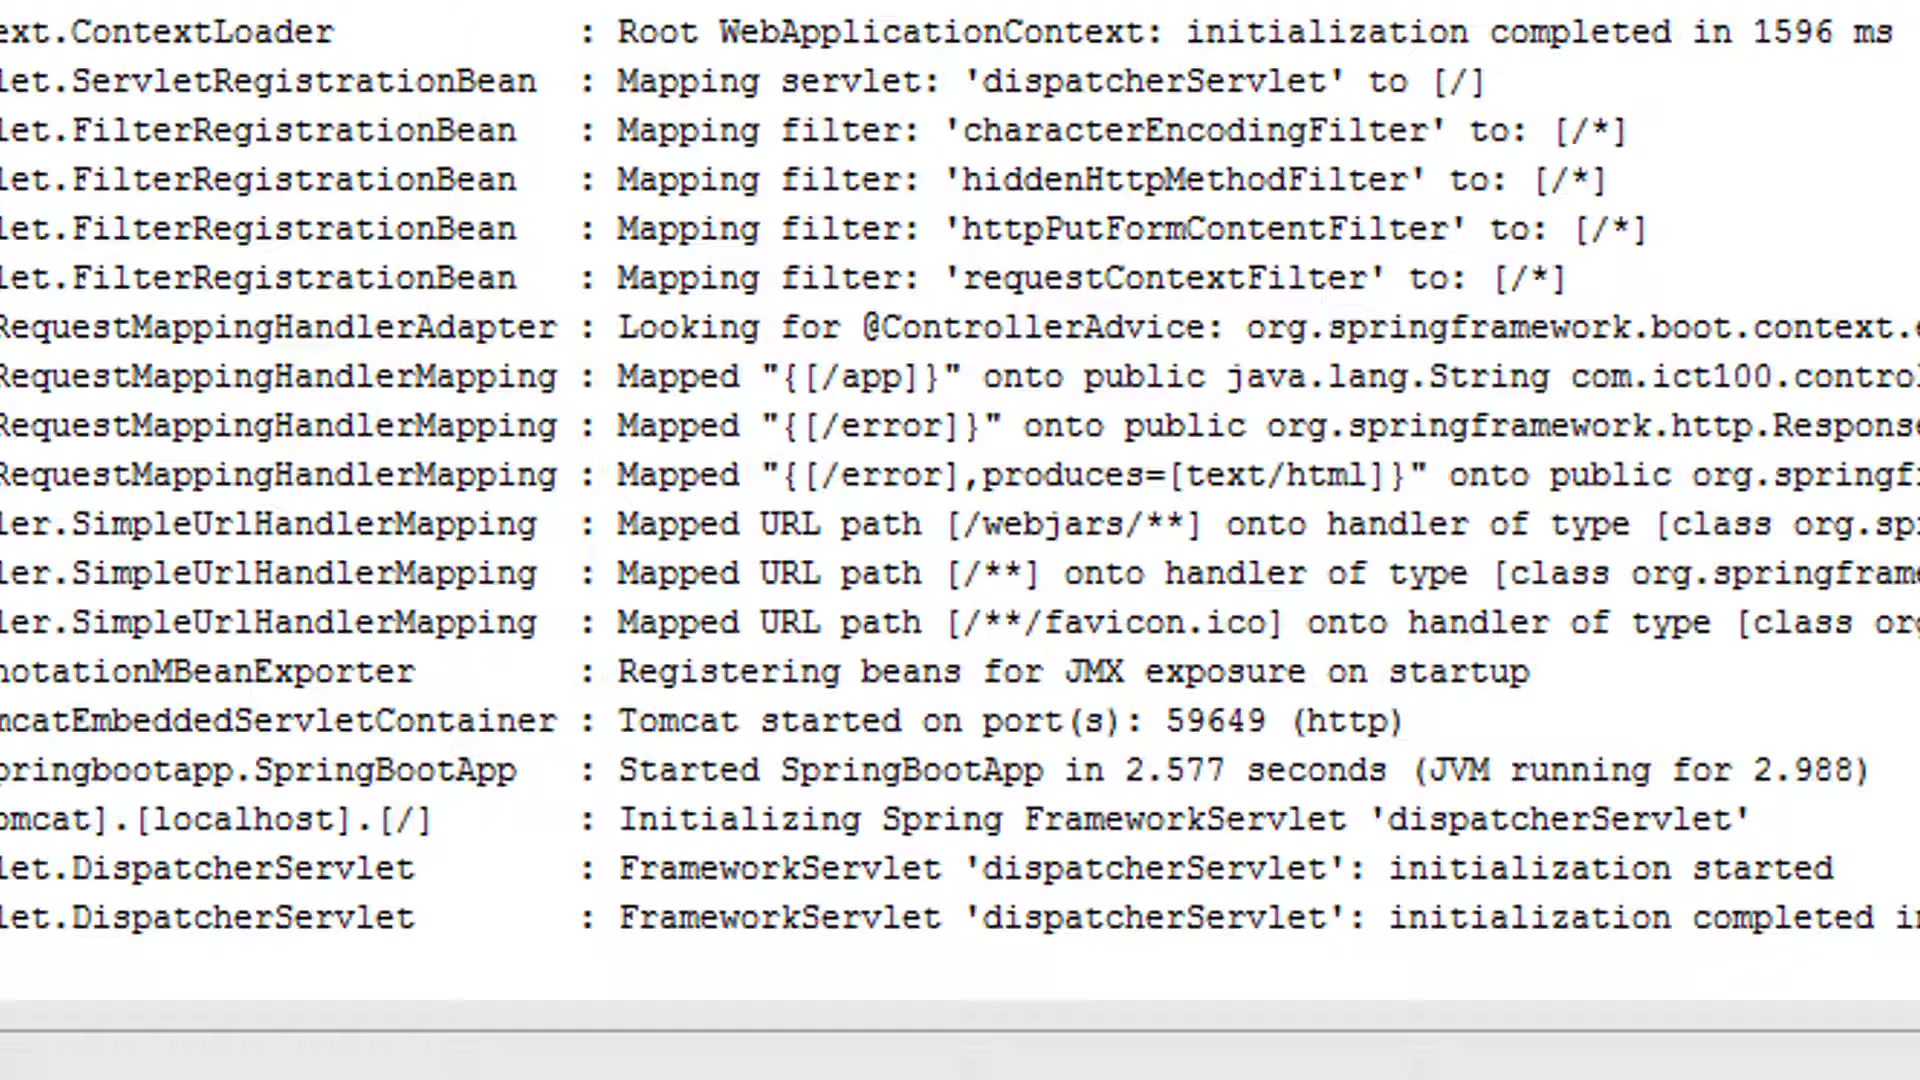 ext.ContextLoader : Root WebApplicationContext: initialization completed in 1596 ms
let.ServletRegistrationBean : Mapping servlet: 'dispatcherServlet' to [/]
let.FilterRegistrationBean : Mapping filter: 'characterEncodingFilter' to: [/*]
let.FilterRegistrationBean : Mapping filter: 'hiddenHttpMethodFilter' to: [/*]
let.FilterRegistrationBean : Mapping filter: 'httpPutFormContentFilter' to: [/*]
let.FilterRegistrationBean : Mapping filter: 'requestContextFilter' to: [/*]
RequestMappingHandlerAdapter : Looking for @ControllerAdvice: org.springframework.boot.context.e
RequestMappingHandlerMapping : Mapped "{[/app]}" onto public java.lang.String com.ict100.control
RequestMappingHandlerMapping : Mapped "{[/error]}" onto public org.springframework.http.Response
RequestMappingHandlerMapping : Mapped "{[/error],produces=[text/html]}" onto public org.springf
ler.SimpleUrlHandlerMapping : Mapped URL path [/webjars/**] onto handler of type [class org.sp
ler.SimpleUrlHandlerMapping : Mapped URL path [/**] onto handler of type [class org.springframe
ler.SimpleUrlHandlerMapping : Mapped URL path [/**/favicon.ico] onto handler of type [class org
notationMBeanExporter : Registering beans for JMX exposure on startup
mcatEmbeddedServletContainer : Tomcat started on port(s): 59649 (http)
pringbootapp.SpringBootApp : Started SpringBootApp in 2.577 seconds (JVM running for 2.988)
omcat].[localhost].[/] : Initializing Spring FrameworkServlet 'dispatcherServlet'
let.DispatcherServlet : FrameworkServlet 'dispatcherServlet': initialization started
let.DispatcherServlet : FrameworkServlet 'dispatcherServlet': initialization completed in